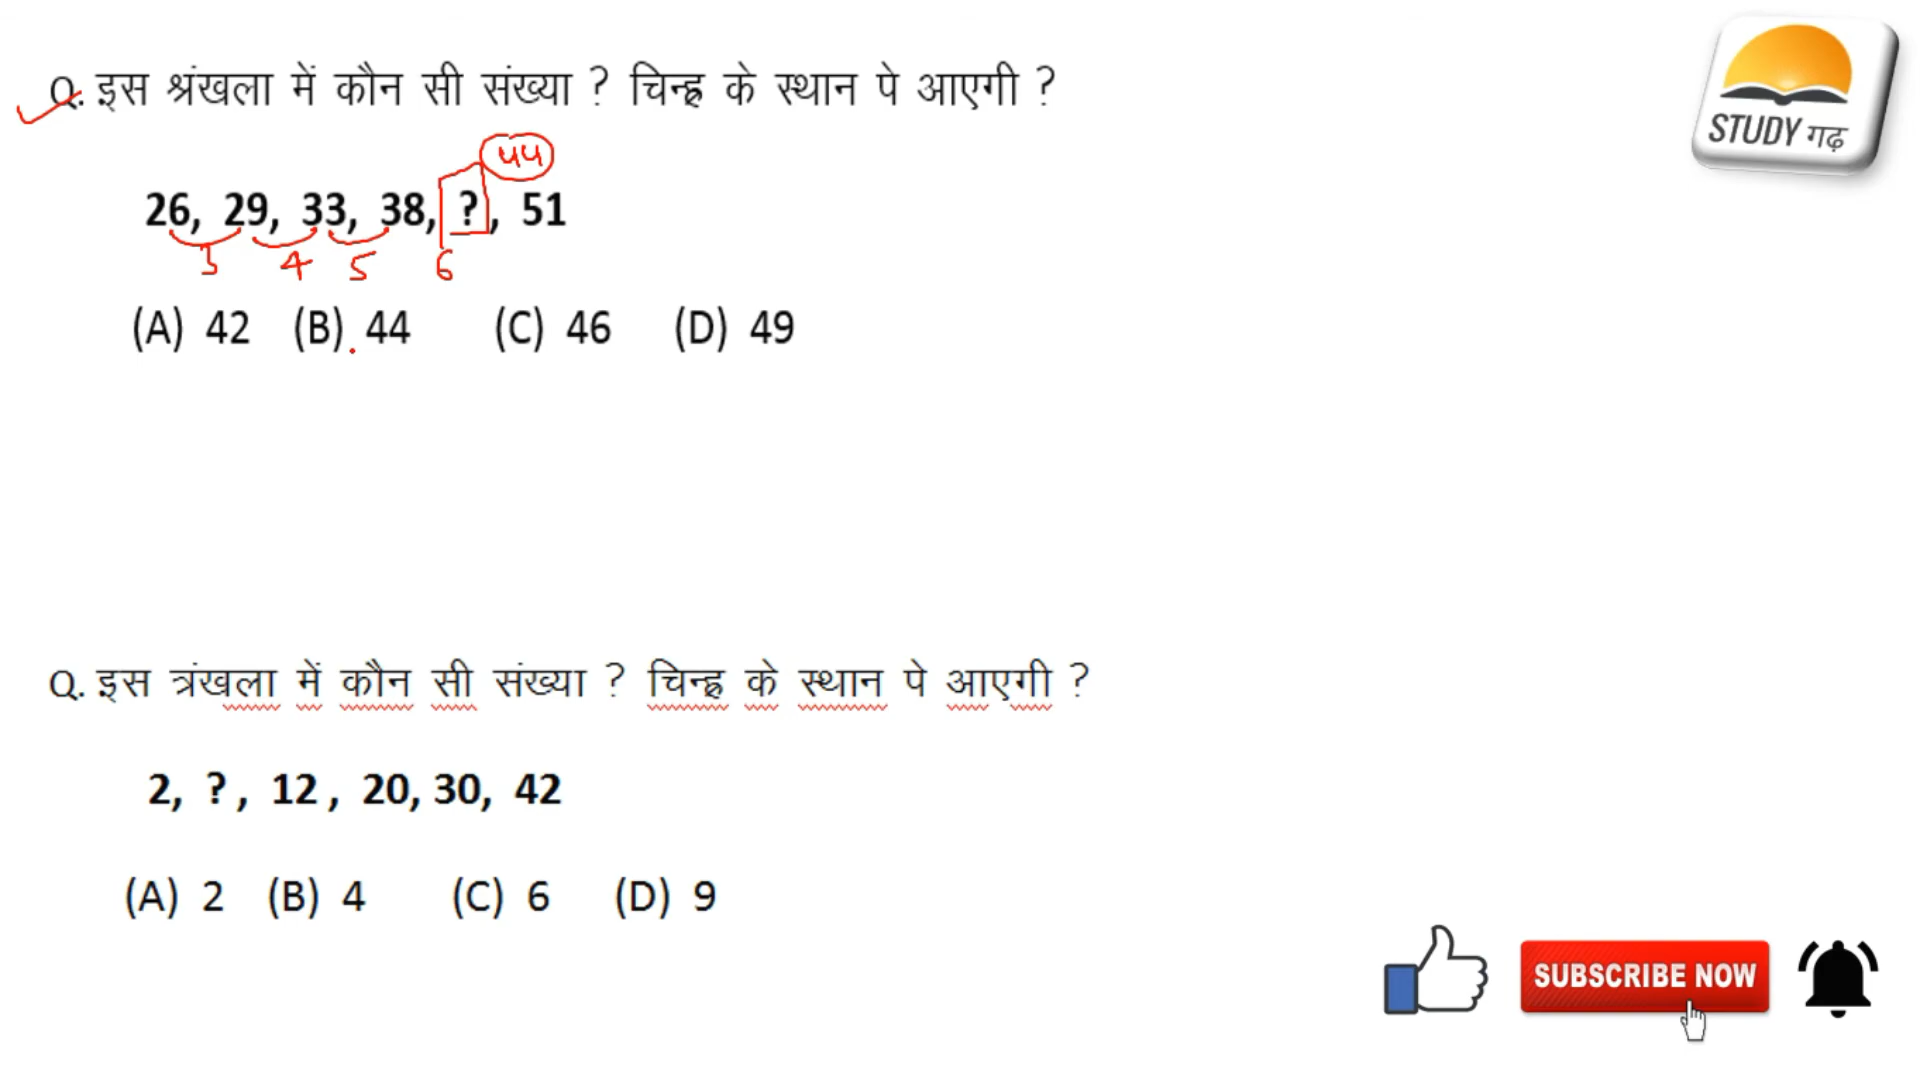 Q. इस श्रंखला में कौन सी संख्या ? चिन्ह्र के स्थान पे आएगी ?
STUDY गढ़
44
26, 29, 33, 38, ?, 51
3 4 5 6
(A) 42 (B) 44 (C) 46 (D) 49
Q. इस त्रंखला में कौन सी संख्या ? चिन्ह्र के स्थान पे आएगी ?
2, ? , 12 , 20, 30, 42
(A) 2 (B) 4 (C) 6 (D) 9
SUBSCRIBE NOW